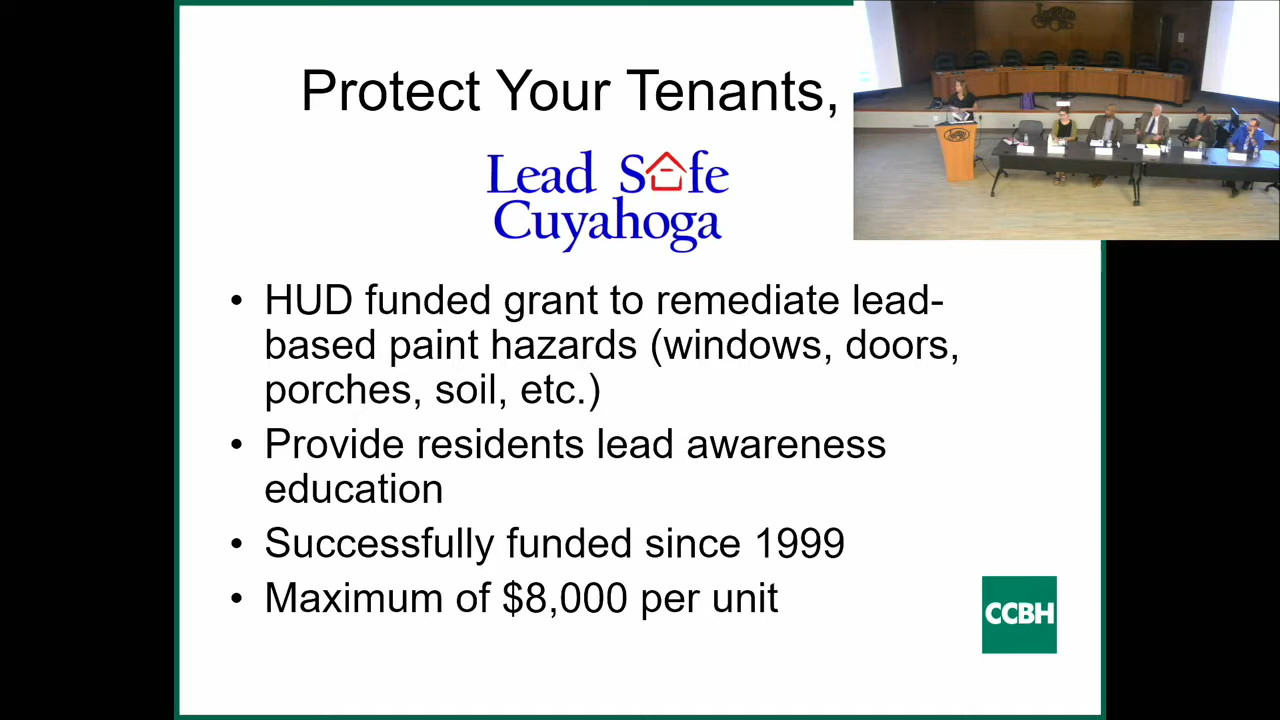 Protect Your Tenants,
Lead Safe
Cuyahoga
• HUD funded grant to remediate lead-
based paint hazards (windows, doors,
porches, soil, etc.)
• Provide residents lead awareness
education
• Successfully funded since 1999
• Maximum of $8,000 per unit
CCBH